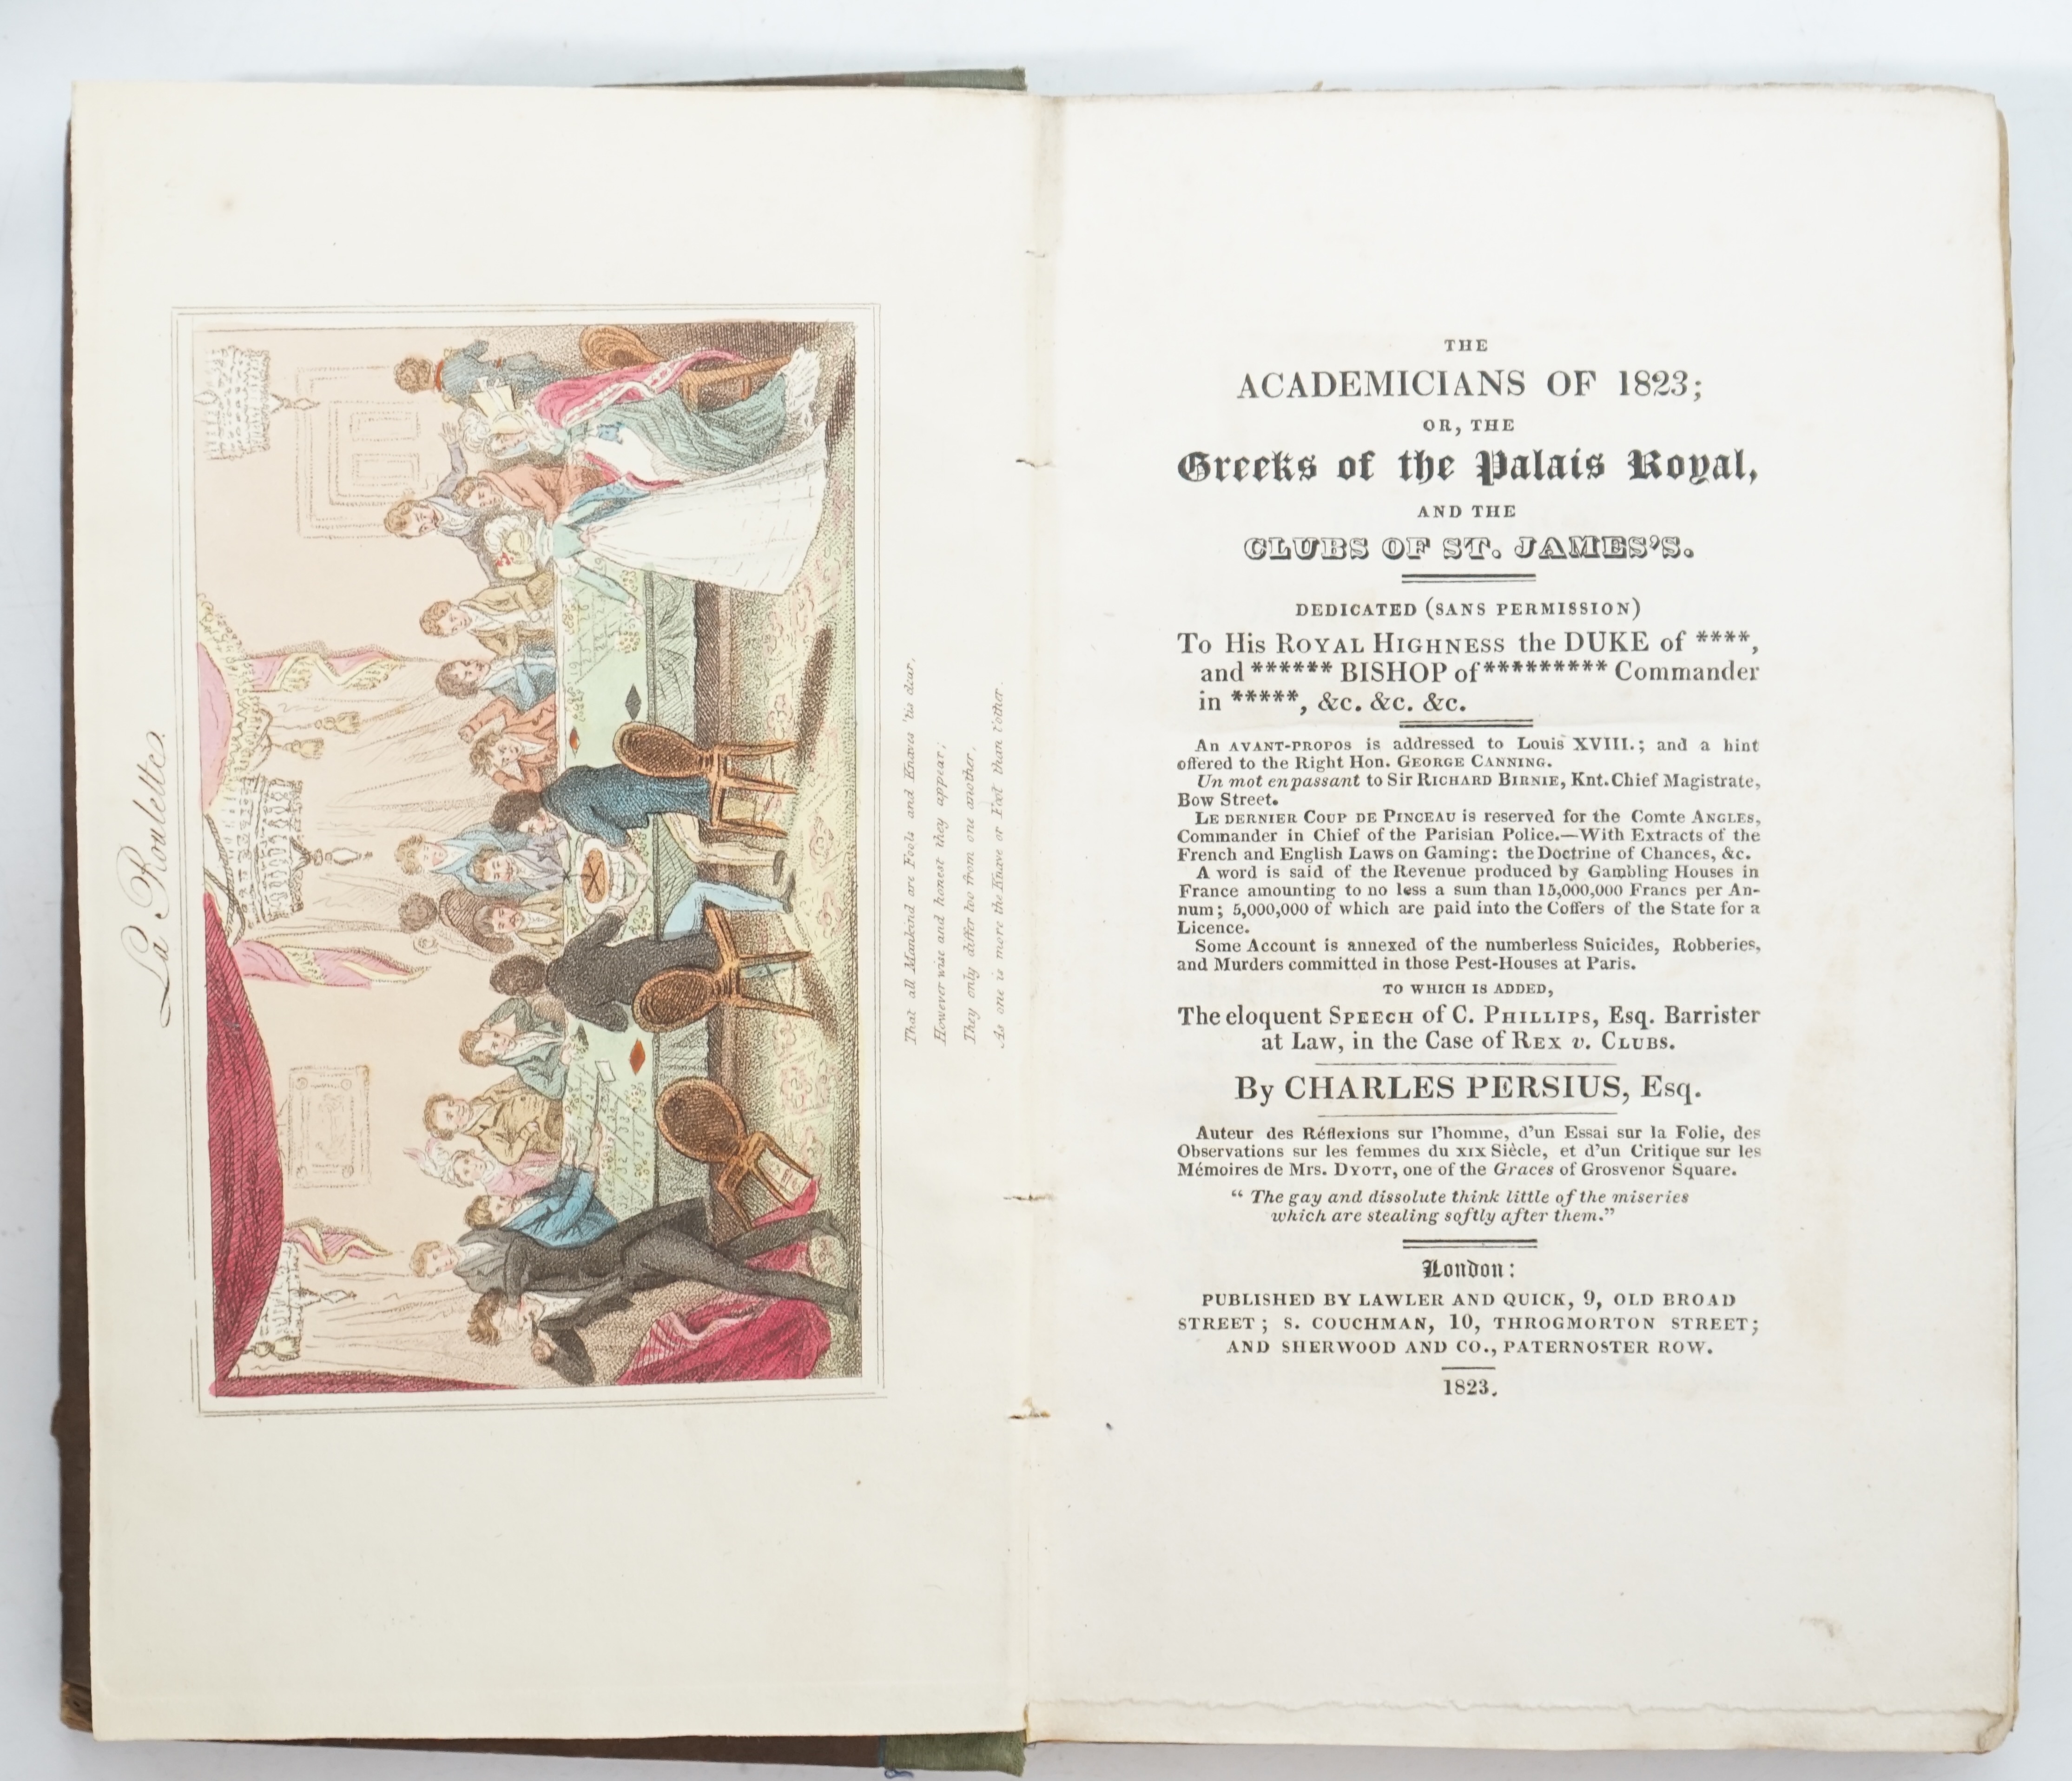 La Roulette.
That all Mankind are Fools and Knaves 'tis clear,
However wise and honest they appear;
They only differ too from one another,
As one is more the Knave or Fool than t'other.
THE
ACADEMICIANS OF 1823;
OR, THE
Greeks of the Palais Royal,
AND THE
CLUBS OF ST. JAMES'S.
DEDICATED (SANS PERMISSION)
To His ROYAL HIGHNESS the DUKE of ****,
and ****** BISHOP of ********* Commander
in *****, &c. &c. &c.
An AVANT-PROPOS is addressed to Louis XVIII.; and a hint
offered to the Right Hon. GEORGE CANNING.
Un mot en passant to Sir RICHARD BIRNIE, Knt. Chief Magistrate,
Bow Street.
LE DERNIER COUP DE PINCEAU is reserved for the Comte ANGLES,
Commander in Chief of the Parisian Police.—With Extracts of the
French and English Laws on Gaming: the Doctrine of Chances, &c.
A word is said of the Revenue produced by Gambling Houses in
France amounting to no less a sum than 15,000,000 Francs per An-
num; 5,000,000 of which are paid into the Coffers of the State for a
Licence.
Some Account is annexed of the numberless Suicides, Robberies,
and Murders committed in those Pest-Houses at Paris.
TO WHICH IS ADDED,
The eloquent SPEECH of C. PHILLIPS, Esq. Barrister
at Law, in the Case of REX v. CLUBS.
By CHARLES PERSIUS, Esq.
Auteur des Réflexions sur l'homme, d'un Essai sur la Folie, des
Observations sur les femmes du XIX Siècle, et d'un Critique sur les
Mémoires de Mrs. DYOTT, one of the Graces of Grosvenor Square.
"The gay and dissolute think little of the miseries
which are stealing softly after them."
London:
PUBLISHED BY LAWLER AND QUICK, 9, OLD BROAD
STREET; S. COUCHMAN, 10, THROGMORTON STREET;
AND SHERWOOD AND CO., PATERNOSTER ROW.
1823.